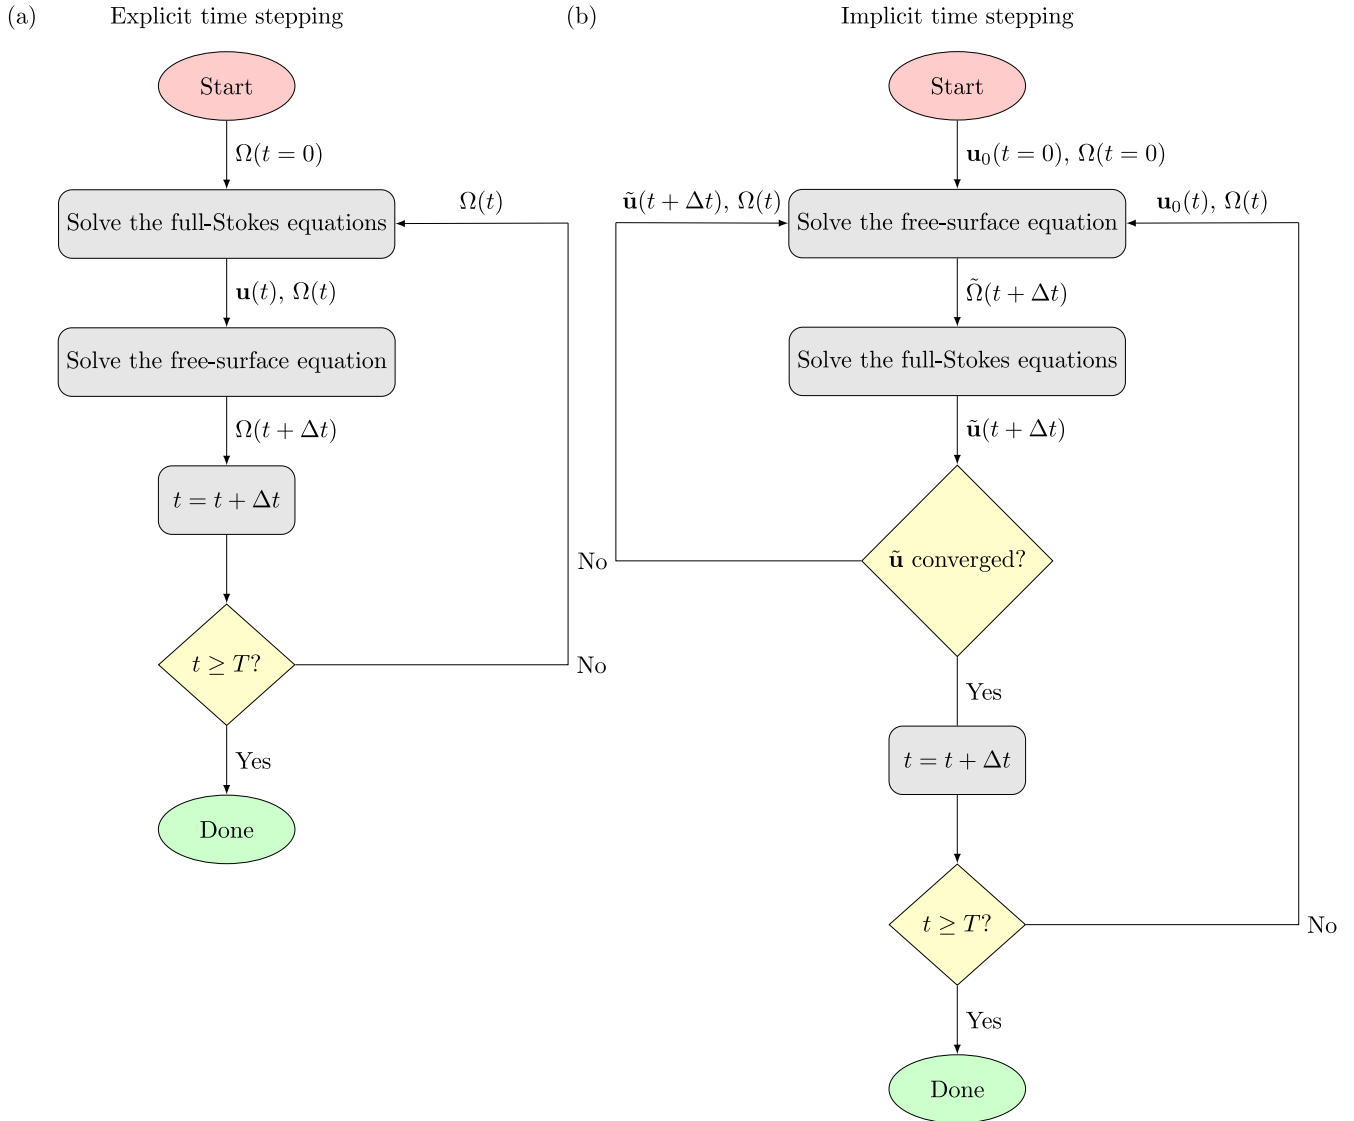 (a)
Explicit time stepping
Start
Ω(t = 0)
Solve the full-Stokes equations
Ω(t)
u(t), Ω(t)
Solve the free-surface equation
Ω(t + Δt)
t = t + Δt
t ≥ T?
No
Yes
Done
(b)
Implicit time stepping
Start
u₀(t = 0), Ω(t = 0)
ũ(t + Δt), Ω(t)
Solve the free-surface equation
u₀(t), Ω(t)
Ω̃(t + Δt)
Solve the full-Stokes equations
ũ(t + Δt)
No
ũ converged?
Yes
t = t + Δt
t ≥ T?
No
Yes
Done